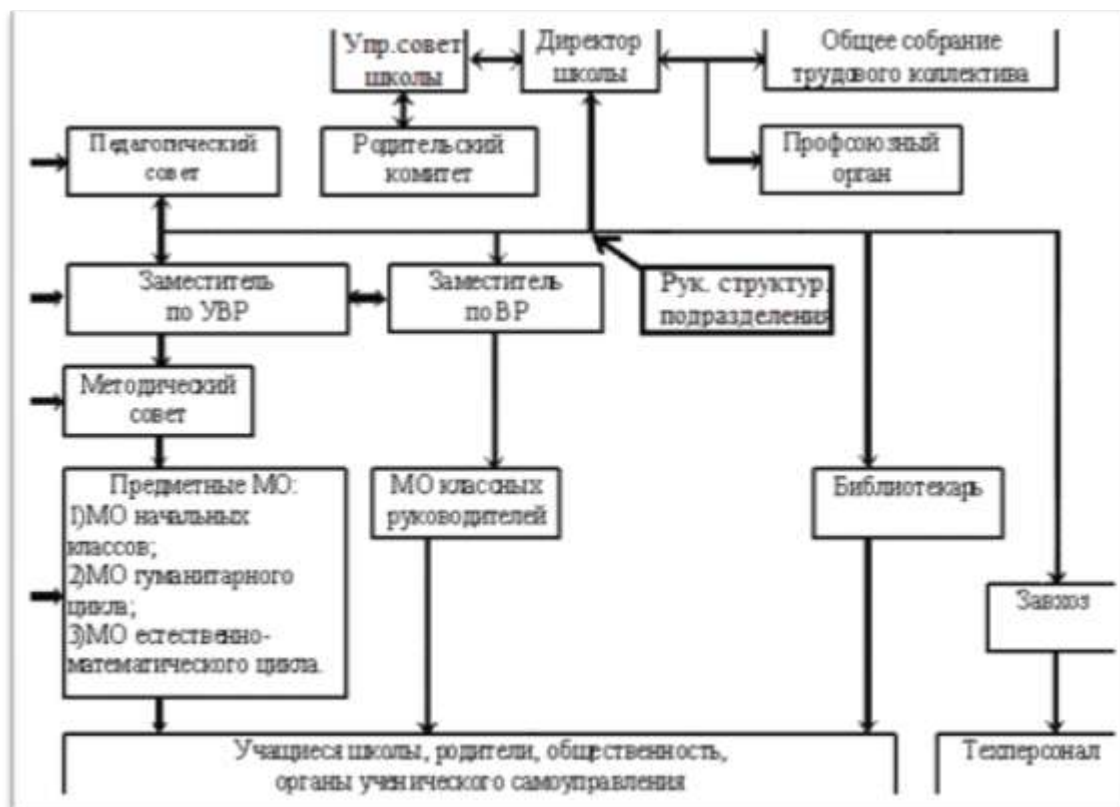 Упр.совет
школы
Директор
школы
Общее собрание
трудового коллектива
Педагогический
совет
Родительский
комитет
Профсоюзный
орган
Заместитель
по УВР
Заместитель
по ВР
Рук. структур.
подразделения
Методический
совет
Предметные МО:
1)МО начальных
классов;
2)МО гуманитарного
цикла;
3)МО естественно-
математического цикла.
МО классных
руководителей
Библиотекарь
Завхоз
Учащиеся школы, родители, общественность,
органы ученического самоуправления
Техперсонал